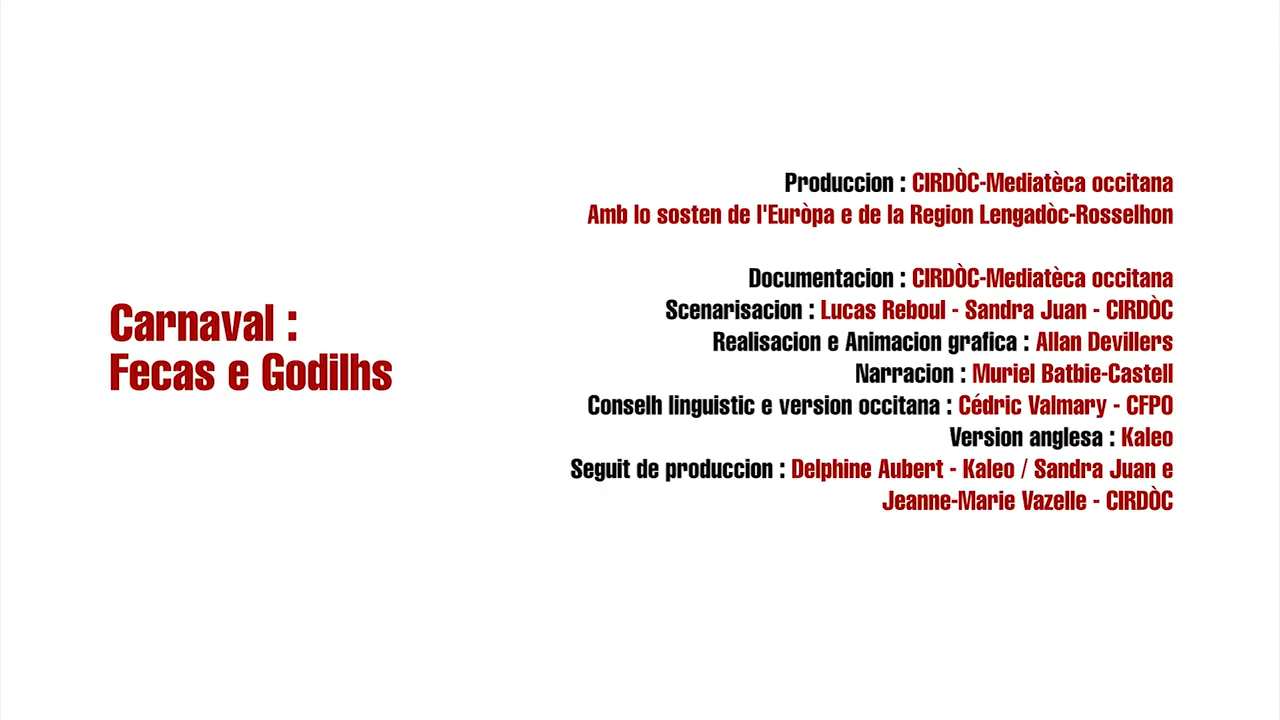 Carnaval :
Fecas e Godilhs
Produccion : CIRDÒC-Mediatèca occitana
Amb lo sosten de l'Euròpa e de la Region Lengadòc-Rosselhon
Documentacion : CIRDÒC-Mediatèca occitana
Scenarisacion : Lucas Reboul - Sandra Juan - CIRDÒC
Realisacion e Animacion grafica : Allan Devillers
Narracion : Muriel Batbie-Castell
Conselh linguistic e version occitana : Cédric Valmary - CFPO
Version anglesa : Kaleo
Seguit de produccion : Delphine Aubert - Kaleo / Sandra Juan e
Jeanne-Marie Vazelle - CIRDÒC